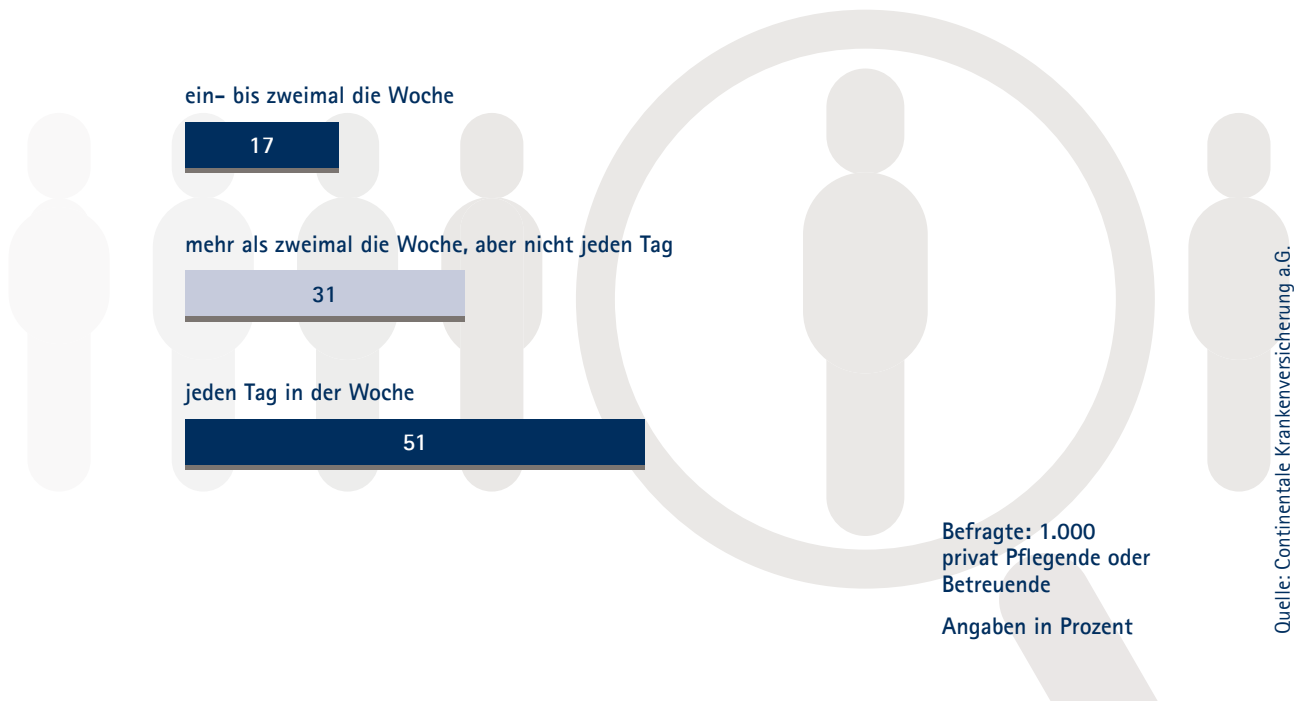 ein- bis zweimal die Woche
17
mehr als zweimal die Woche, aber nicht jeden Tag
31
jeden Tag in der Woche
51
Befragte: 1.000
privat Pflegende oder
Betreuende
Angaben in Prozent
Quelle: Continentale Krankenversicherung a.G.